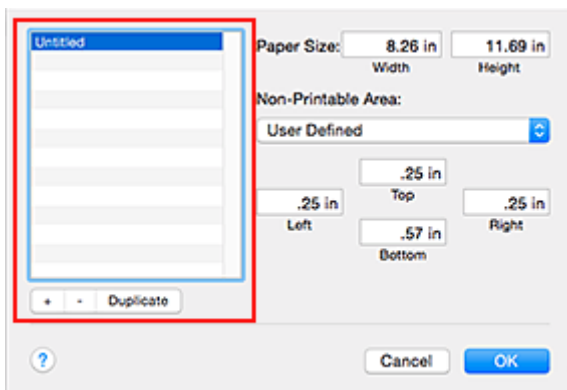 Untitled
+ - Duplicate
Paper Size: 8.26 in 11.69 in
Width Height
Non-Printable Area:
User Defined
.25 in
Top
.25 in .25 in
Left Right
.57 in
Bottom
? Cancel OK